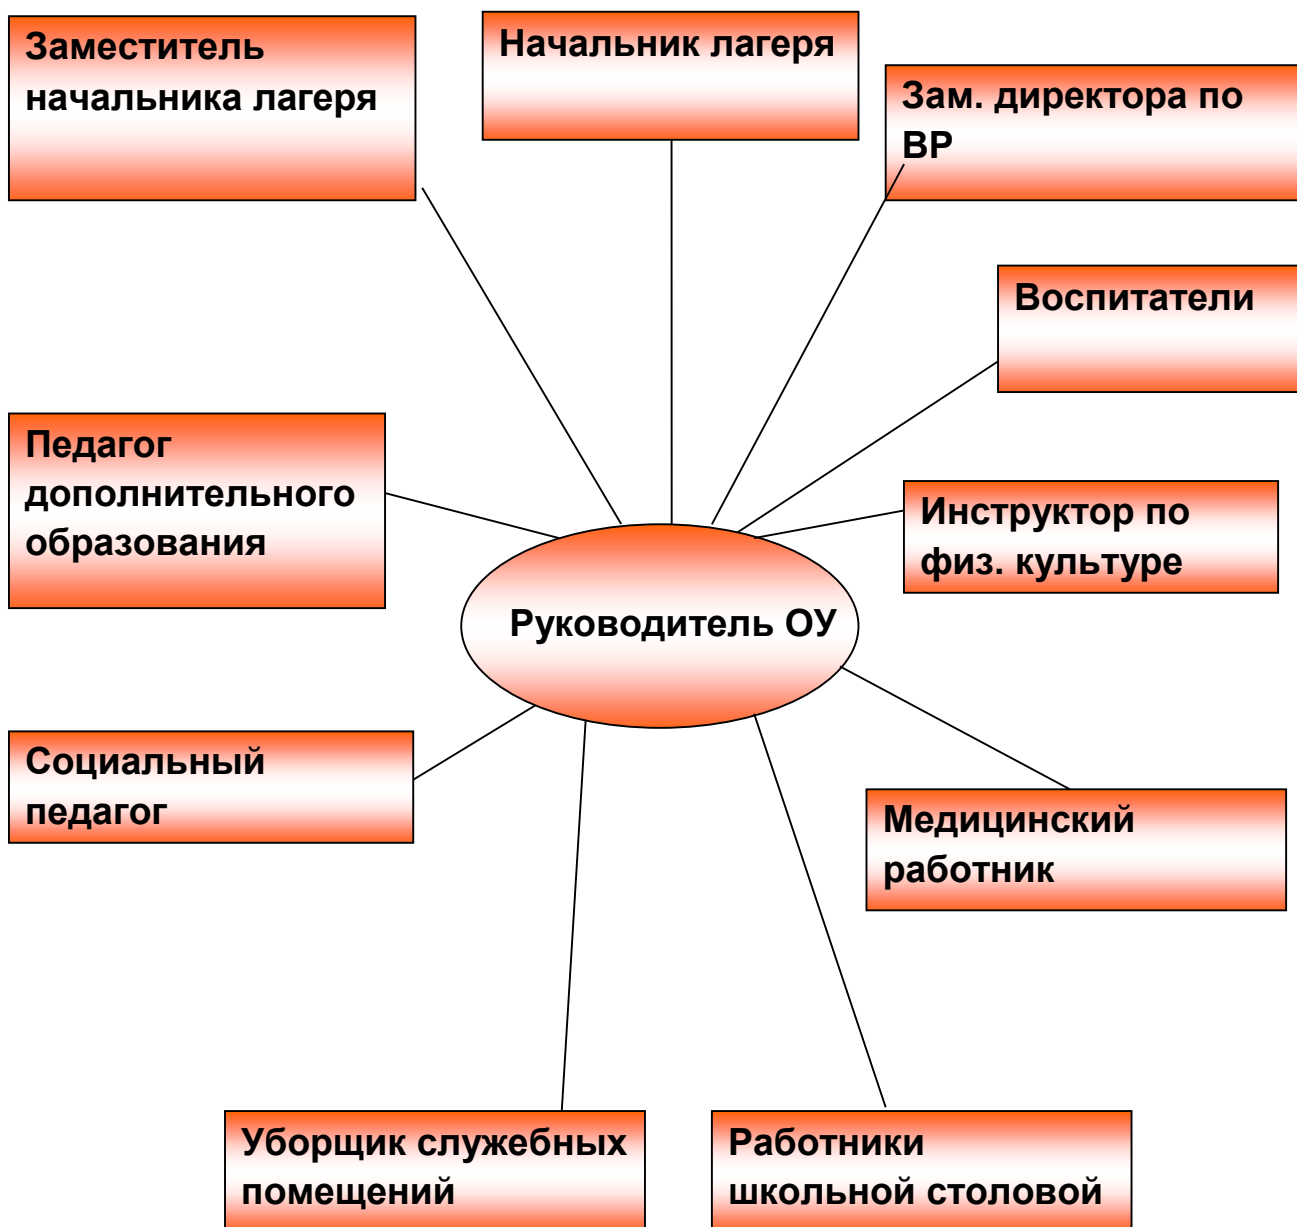 Заместитель
начальника лагеря
Начальник лагеря
Зам. директора по
ВР
Воспитатели
Педагог
дополнительного
образования
Инструктор по
физ. культуре
Руководитель ОУ
Социальный
педагог
Медицинский
работник
Уборщик служебных
помещений
Работники
школьной столовой